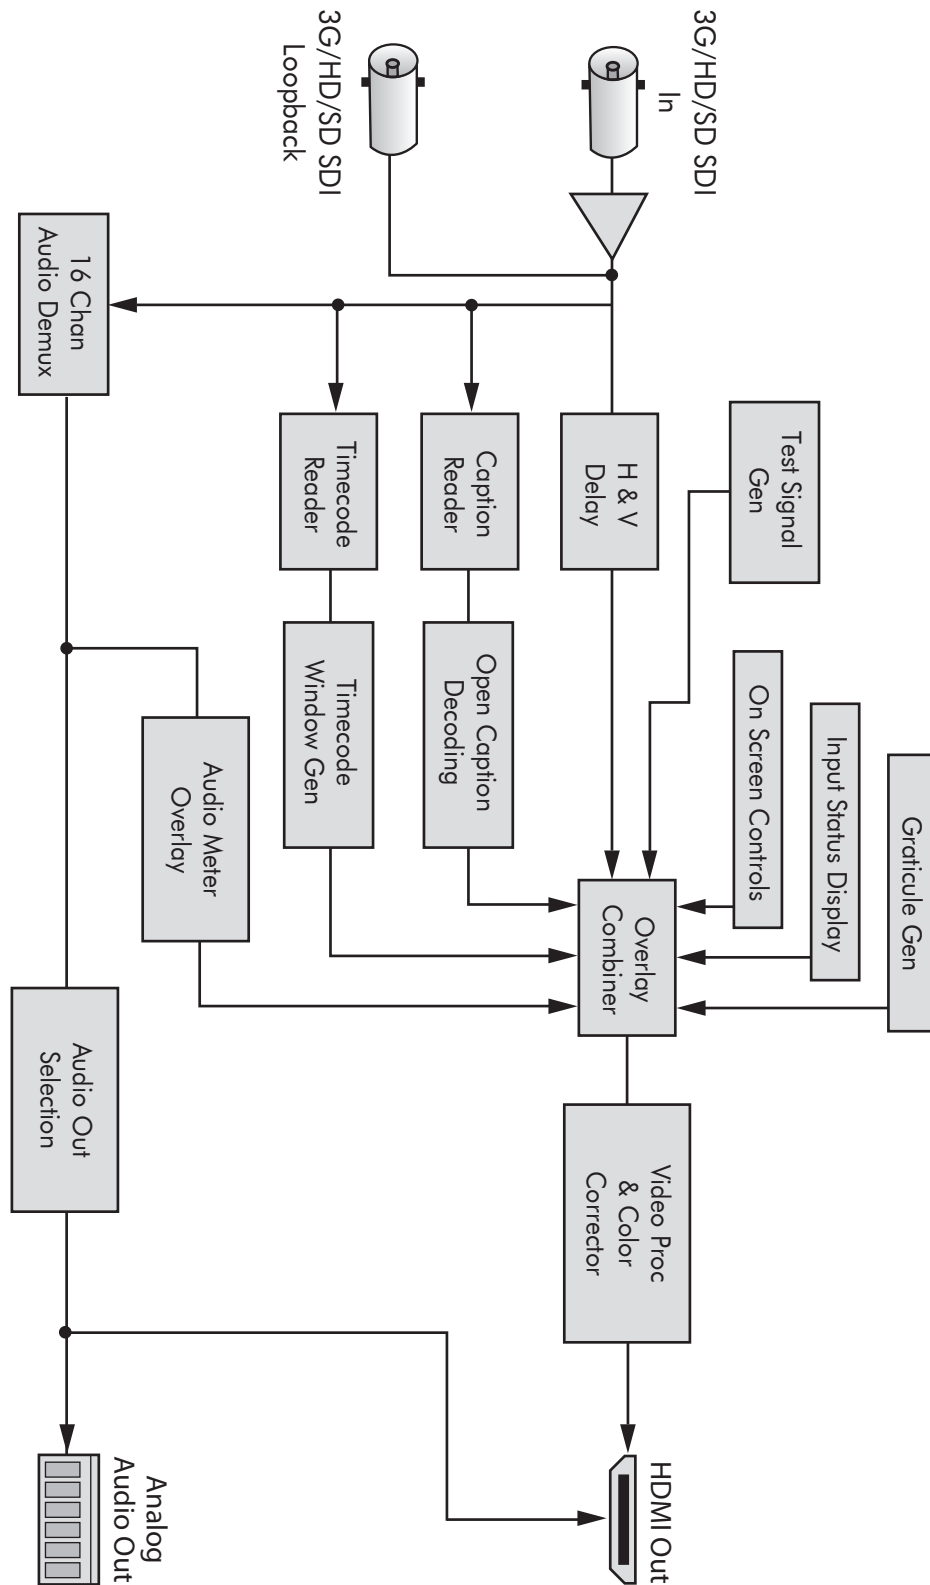 3G/HD/SD SDI
In
3G/HD/SD SDI
Loopback
Graticule Gen
Input Status Display
On Screen Controls
Test Signal
Gen
H & V
Delay
Overlay
Combiner
Video Proc
& Color
Corrector
HDMI Out
Caption
Reader
Open Caption
Decoding
Timecode
Reader
Timecode
Window Gen
Audio Meter
Overlay
16 Chan
Audio Demux
Audio Out
Selection
Analog
Audio Out